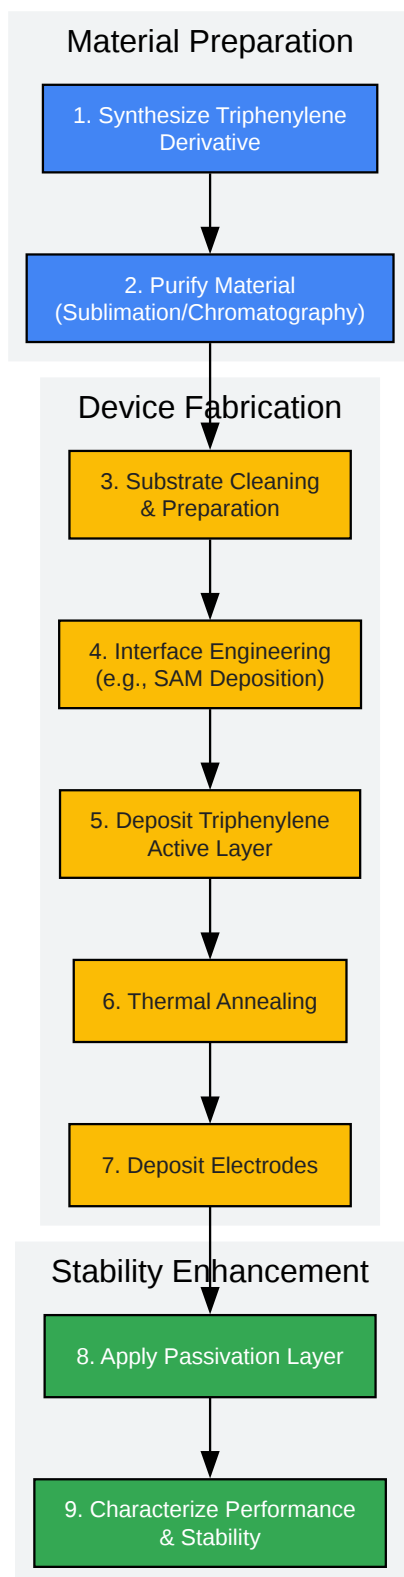 Material Preparation
1. Synthesize Triphenylene
Derivative
2. Purify Material
(Sublimation/Chromatography)
Device Fabrication
3. Substrate Cleaning
& Preparation
4. Interface Engineering
(e.g., SAM Deposition)
5. Deposit Triphenylene
Active Layer
6. Thermal Annealing
7. Deposit Electrodes
Stability Enhancement
8. Apply Passivation Layer
9. Characterize Performance
& Stability